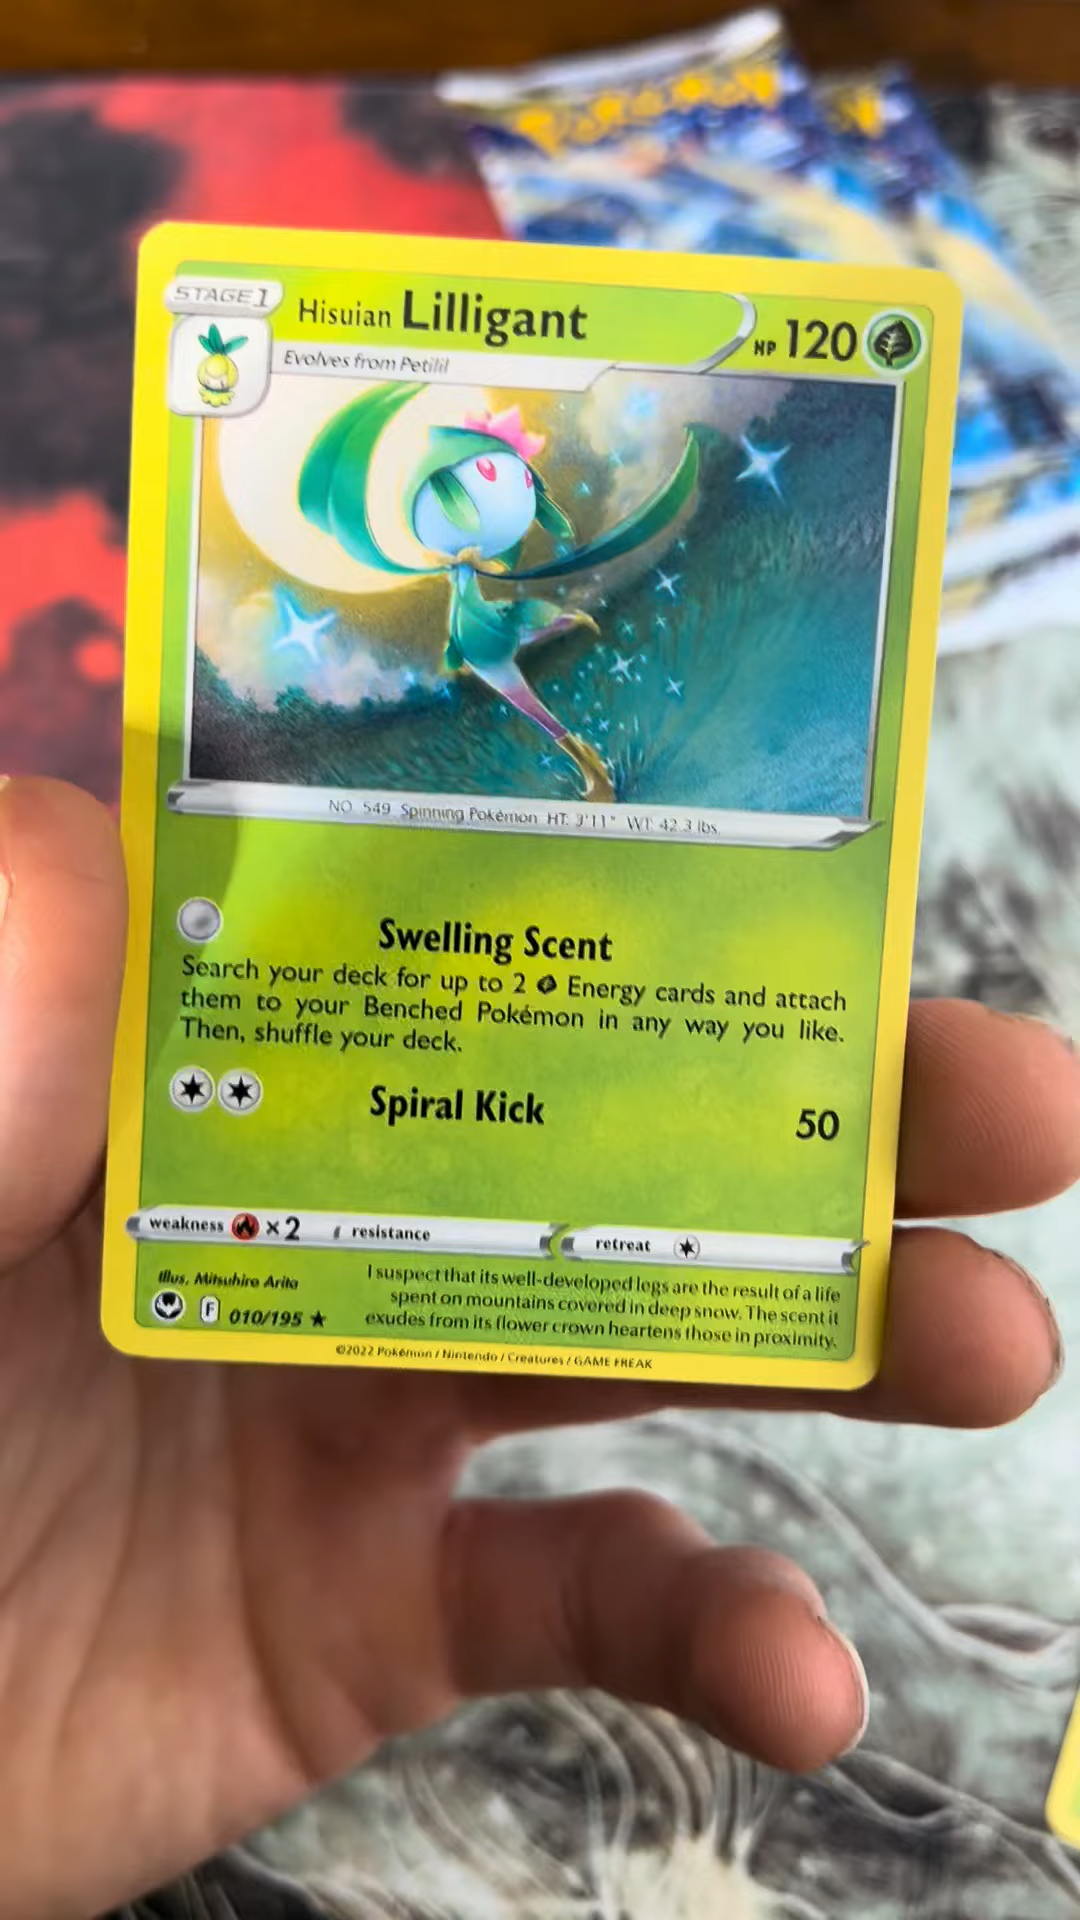 POKÉMON
STAGE 1
Hisuian Lilligant
HP 120
Evolves from Petilil
NO. 549 Spinning Pokémon HT: 3'11" WT: 42.3 lbs.
Swelling Scent
Search your deck for up to 2 Energy cards and attach
them to your Benched Pokémon in any way you like.
Then, shuffle your deck.
Spiral Kick 50
weakness ×2 resistance retreat
Illus. Mitsuhiro Arita
F 010/195 ★
I suspect that its well-developed legs are the result of a life
spent on mountains covered in deep snow. The scent it
exudes from its flower crown heartens those in proximity.
©2022 Pokémon / Nintendo / Creatures / GAME FREAK